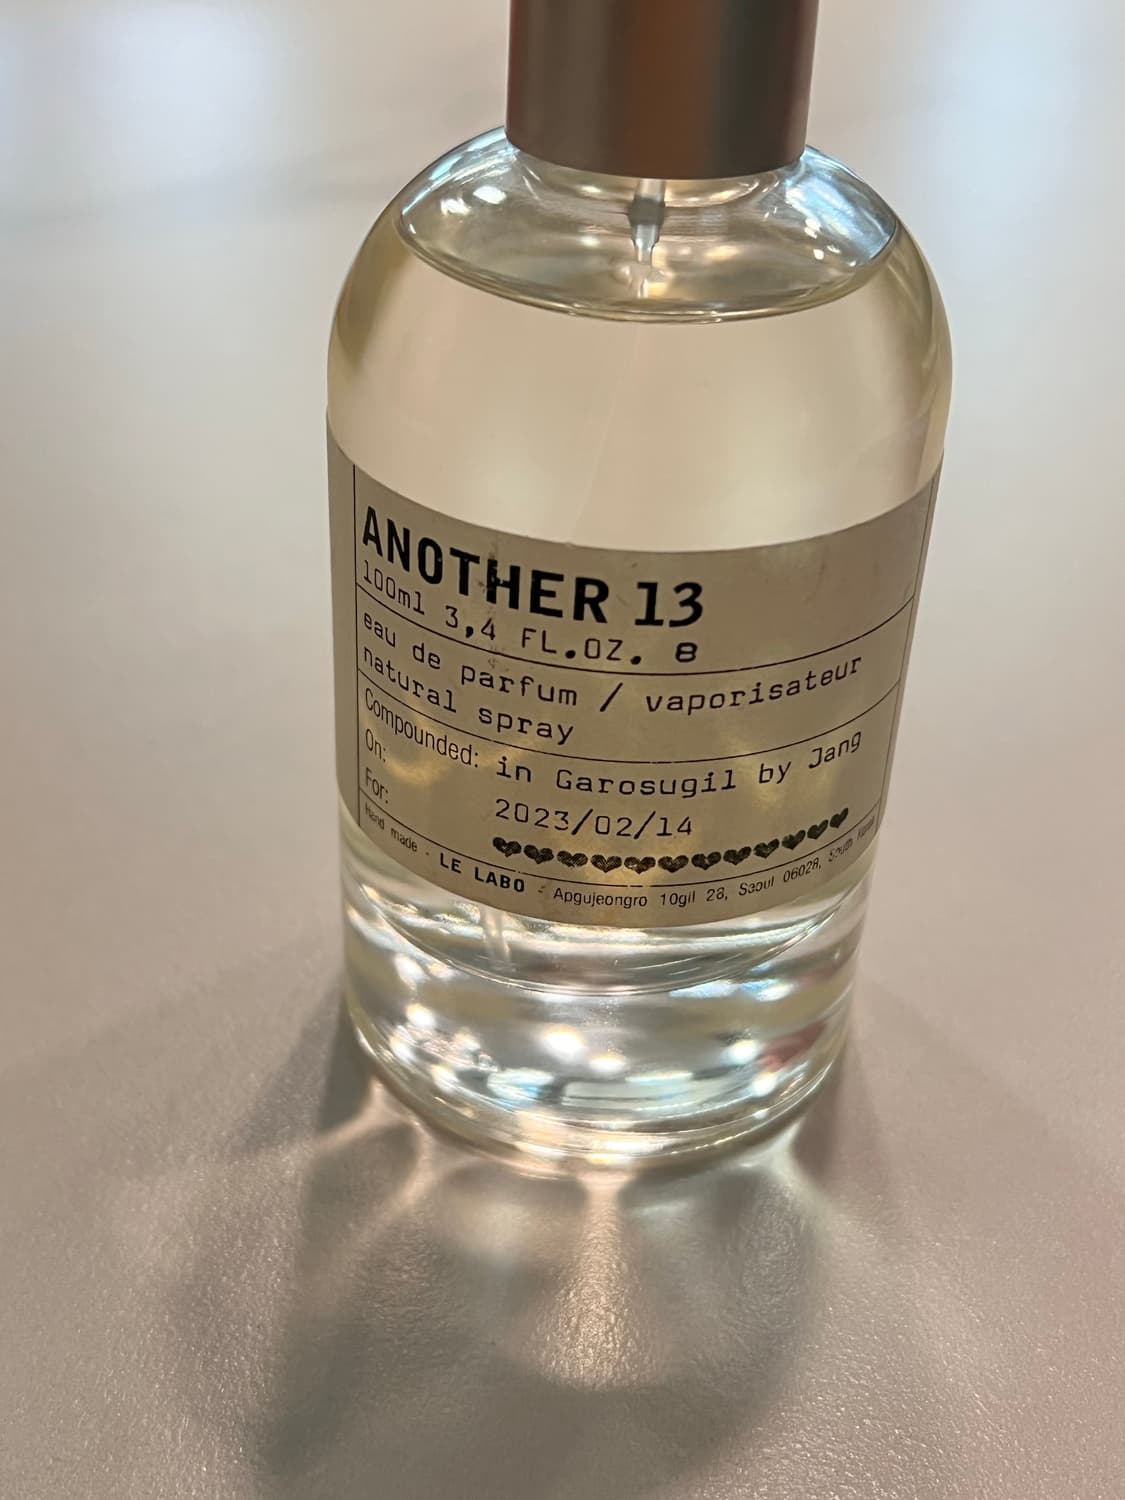 ANOTHER 13
100ml 3,4 FL.OZ. e
eau de parfum / vaporisateur
natural spray
Compounded: in Garosugil by Jang
On: 2023/02/14
For: ♥♥♥♥♥♥♥♥♥♥♥
Hand made - LE LABO - Apgujeongro 10gil 28, Seoul 06028, South Korea